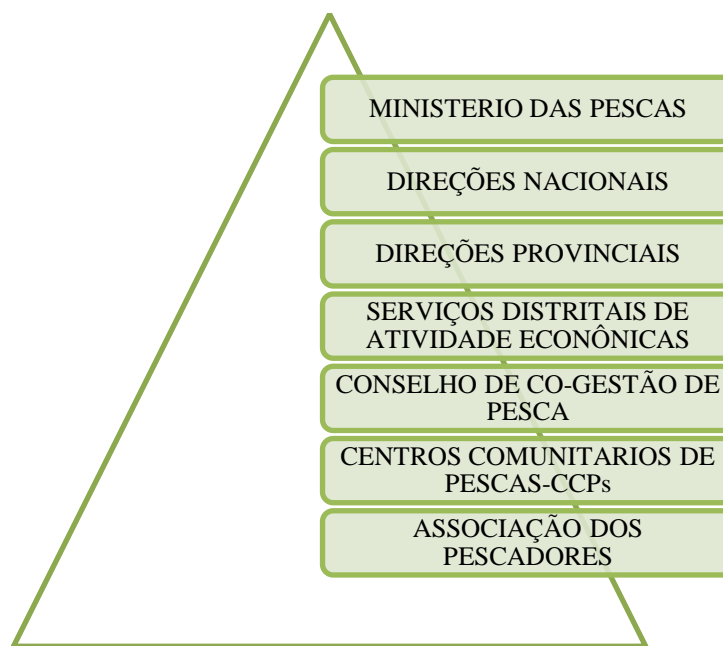 MINISTERIO DAS PESCAS
DIREÇÕES NACIONAIS
DIREÇÕES PROVINCIAIS
SERVIÇOS DISTRITAIS DE
ATIVIDADE ECONÔNICAS
CONSELHO DE CO-GESTÃO DE
PESCA
CENTROS COMUNITARIOS DE
PESCAS-CCPs
ASSOCIAÇÃO DOS
PESCADORES